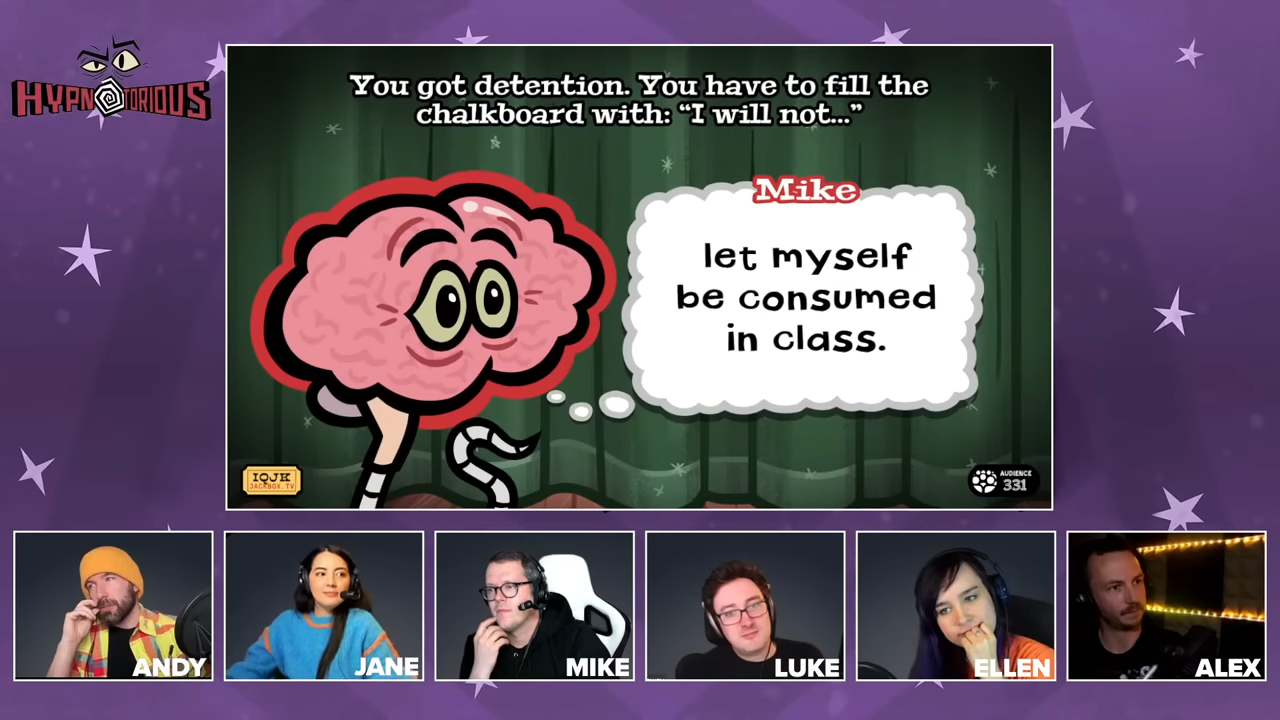 HYPNOTORIOUS
You got detention. You have to fill the
chalkboard with: “I will not...”
Mike
let myself
be consumed
in class.
IQJK
JACKBOX.TV
AUDIENCE
331
ANDY
JANE
MIKE
LUKE
ELLEN
ALEX